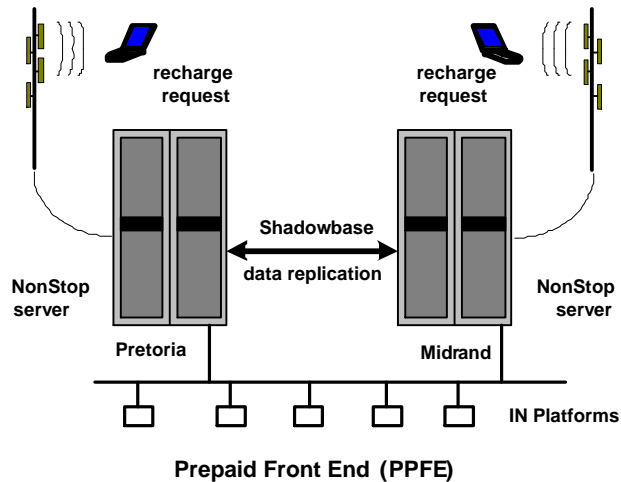 recharge
request
recharge
request
Shadowbase
data replication
NonStop
server
NonStop
server
Pretoria
Midrand
IN Platforms
Prepaid Front End (PPFE)